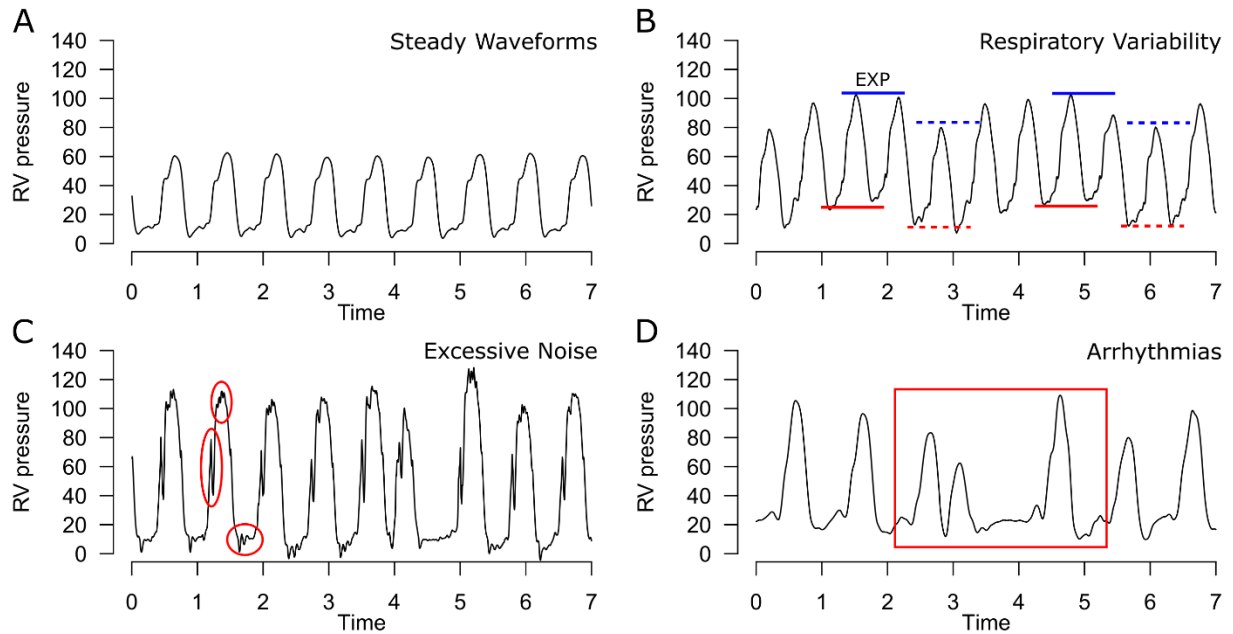 A
Steady Waveforms
RV pressure
140
120
100
80
60
40
20
0
0 1 2 3 4 5 6 7
Time
B
Respiratory Variability
EXP
RV pressure
140
120
100
80
60
40
20
0
0 1 2 3 4 5 6 7
Time
C
Excessive Noise
RV pressure
140
120
100
80
60
40
20
0
0 1 2 3 4 5 6 7
Time
D
Arrhythmias
RV pressure
140
120
100
80
60
40
20
0
0 1 2 3 4 5 6 7
Time